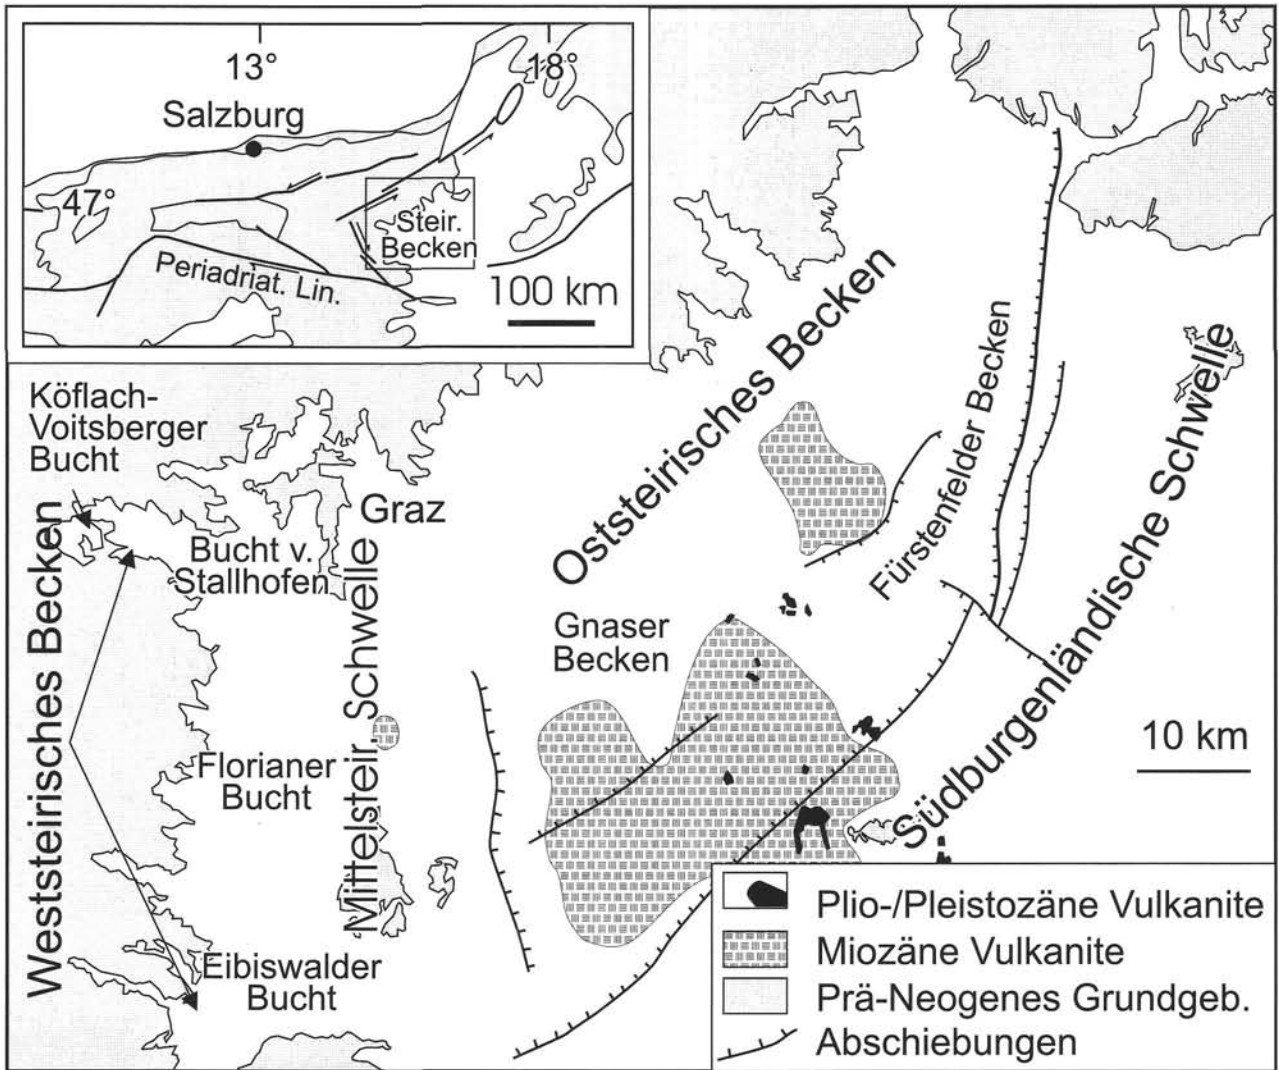 13°
18°
Salzburg
47°
Steir.
Becken
Periadriat. Lin.
100 km
Köflach-
Voitsberger
Bucht
Weststeirisches Becken
Graz
Bucht v.
Stallhofen
Mittelsteir. Schwelle
Florianer
Bucht
Eibiswalder
Bucht
Oststeirisches Becken
Fürstenfelder Becken
Gnaser
Becken
Südburgenländische Schwelle
10 km
Plio-/Pleistozäne Vulkanite
Miozäne Vulkanite
Prä-Neogenes Grundgeb.
Abschiebungen